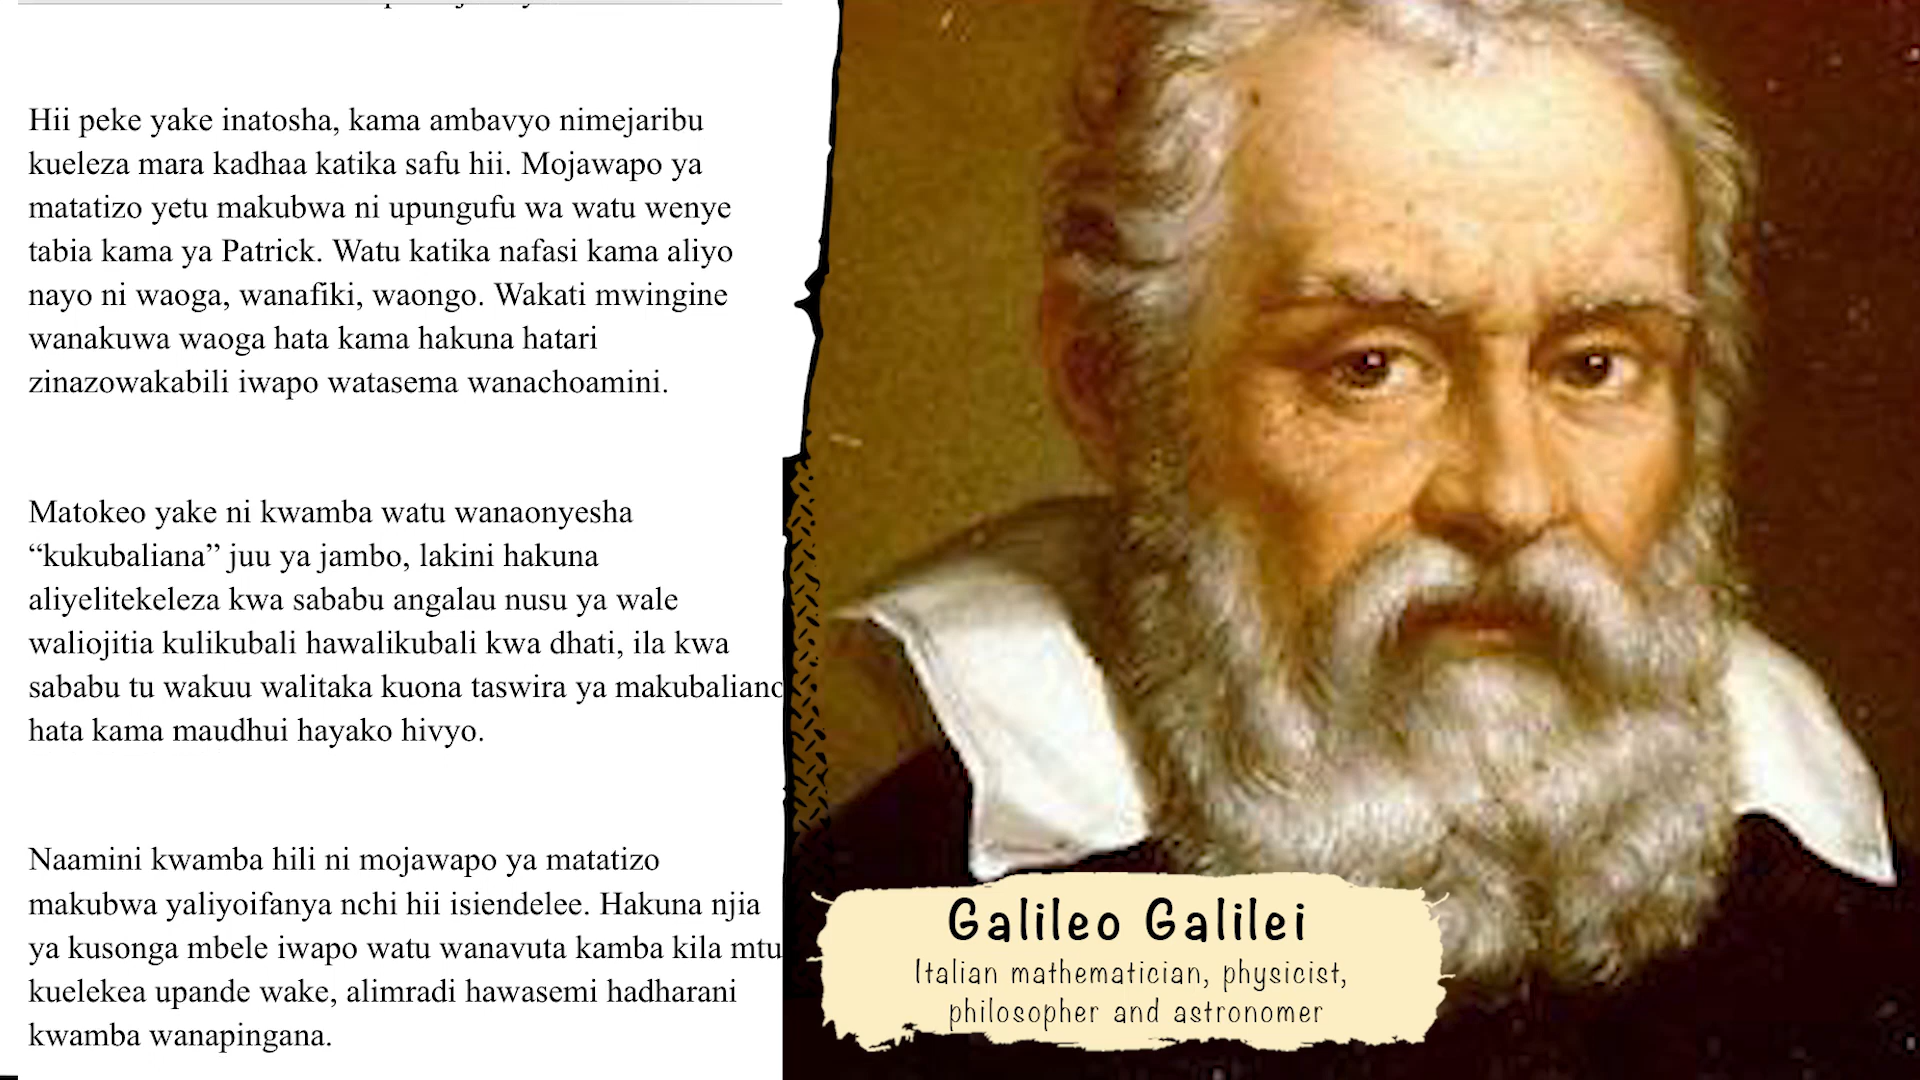 Hii peke yake inatosha, kama ambavyo nimejaribu
kueleza mara kadhaa katika safu hii. Mojawapo ya
matatizo yetu makubwa ni upungufu wa watu wenye
tabia kama ya Patrick. Watu katika nafasi kama aliyo
nayo ni waoga, wanafiki, waongo. Wakati mwingine
wanakuwa waoga hata kama hakuna hatari
zinazowakabili iwapo watasema wanachoamini.
Matokeo yake ni kwamba watu wanaonyesha
“kukubaliana” juu ya jambo, lakini hakuna
aliyelitekeleza kwa sababu angalau nusu ya wale
waliojitia kulikubali hawalikubali kwa dhati, ila kwa
sababu tu wakuu walitaka kuona taswira ya
hata kama maudhui hayako hivyo.
Naamini kwamba hili ni mojawapo ya matatizo
makubwa yaliyoifanya nchi hii isiendelee. Hakuna njia
ya kusonga mbele iwapo watu wanavuta kamba kila mtu
kuelekea upande wake, alimradi hawasemi hadharani
kwamba wanapingana.
Galileo Galilei
Italian mathematician, physicist,
philosopher and astronomer